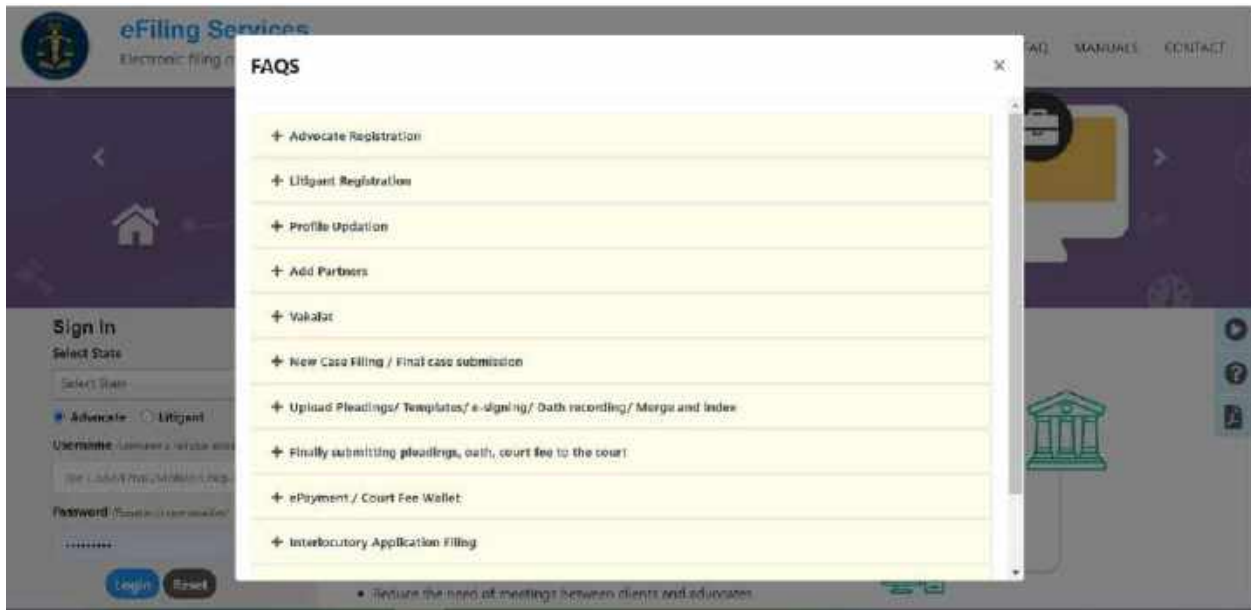 eFiling Services
Electronic filing o
FAQ MANUALS CONTACT
FAQS
×
+ Advocate Registration
+ Litigant Registration
+ Profile Updation
+ Add Partners
+ Vakalat
+ New Case Filing / Final case submission
+ Upload Pleadings/ Templates/ e-signing/ Oath recording/ Merge and Index
+ Finally submitting pleadings, oath, court fee to the court
+ ePayment / Court Fee Wallet
+ Interlocutory Application Filing
Sign In
Select State
Select State
Advocate Litigant
Username
Password
Login Reset
Reduce the need of meetings between clients and advocates